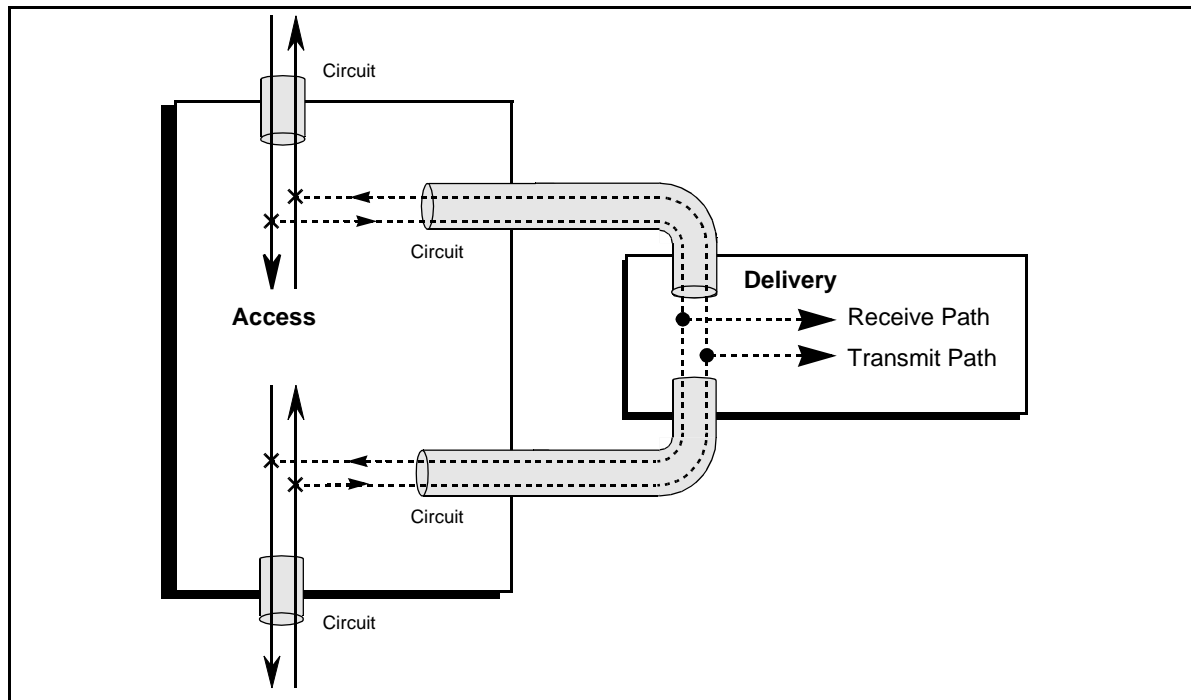 Circuit
Circuit
Delivery
Access
Receive Path
Transmit Path
Circuit
Circuit